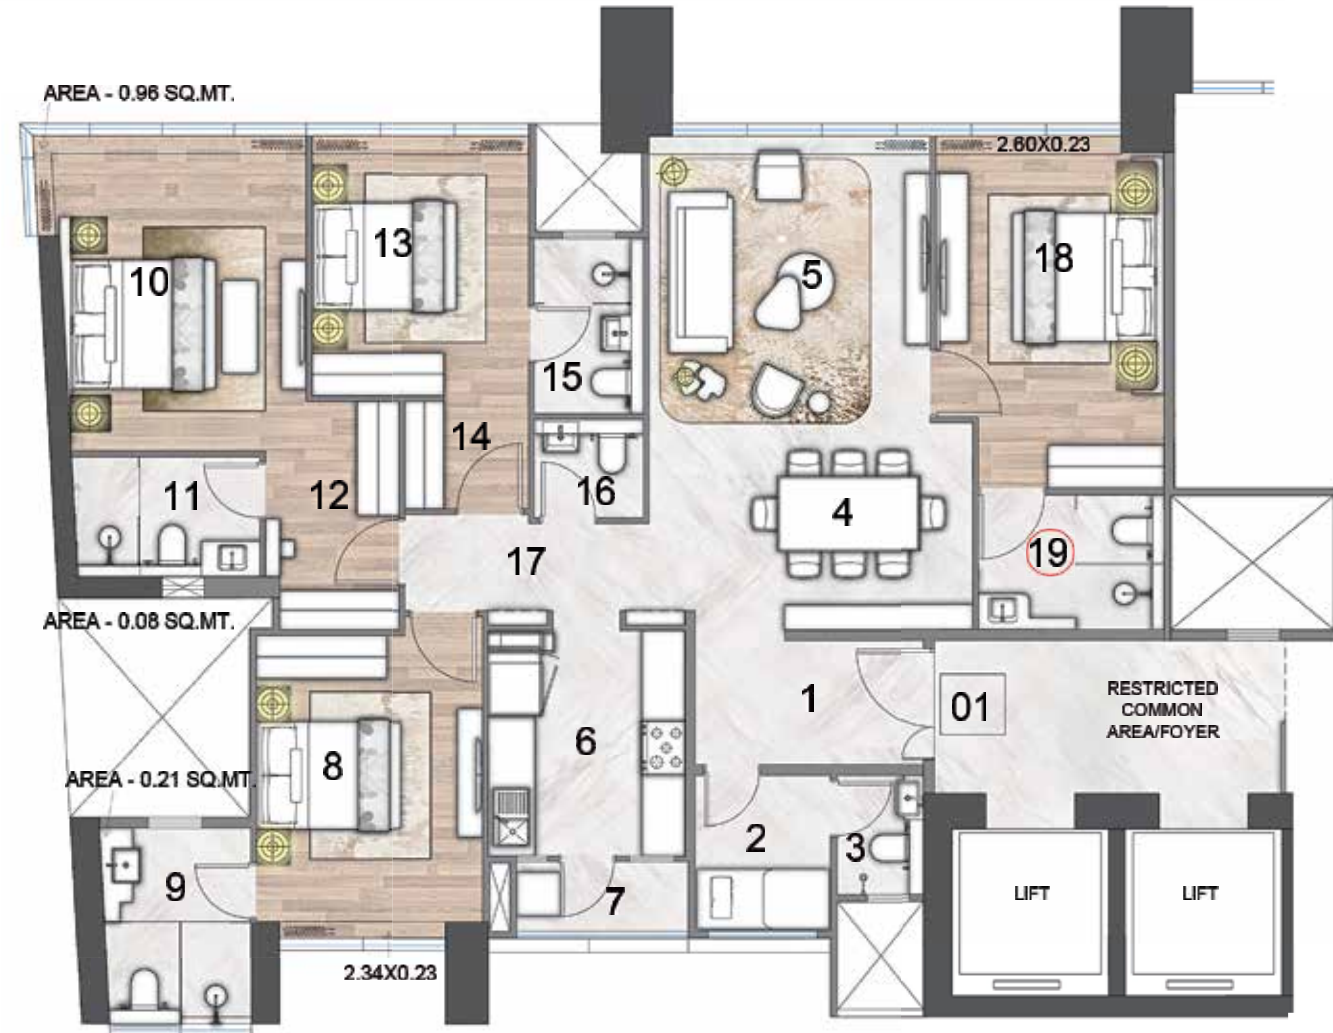 AREA - 0.96 SQ.MT.
2.60X0.23
13
10
5
18
15
14
11
12
16
4
17
19
AREA - 0.08 SQ.MT.
1
01
RESTRICTED
COMMON
AREA/FOYER
6
8
AREA - 0.21 SQ.MT.
2
3
9
7
LIFT
LIFT
2.34X0.23